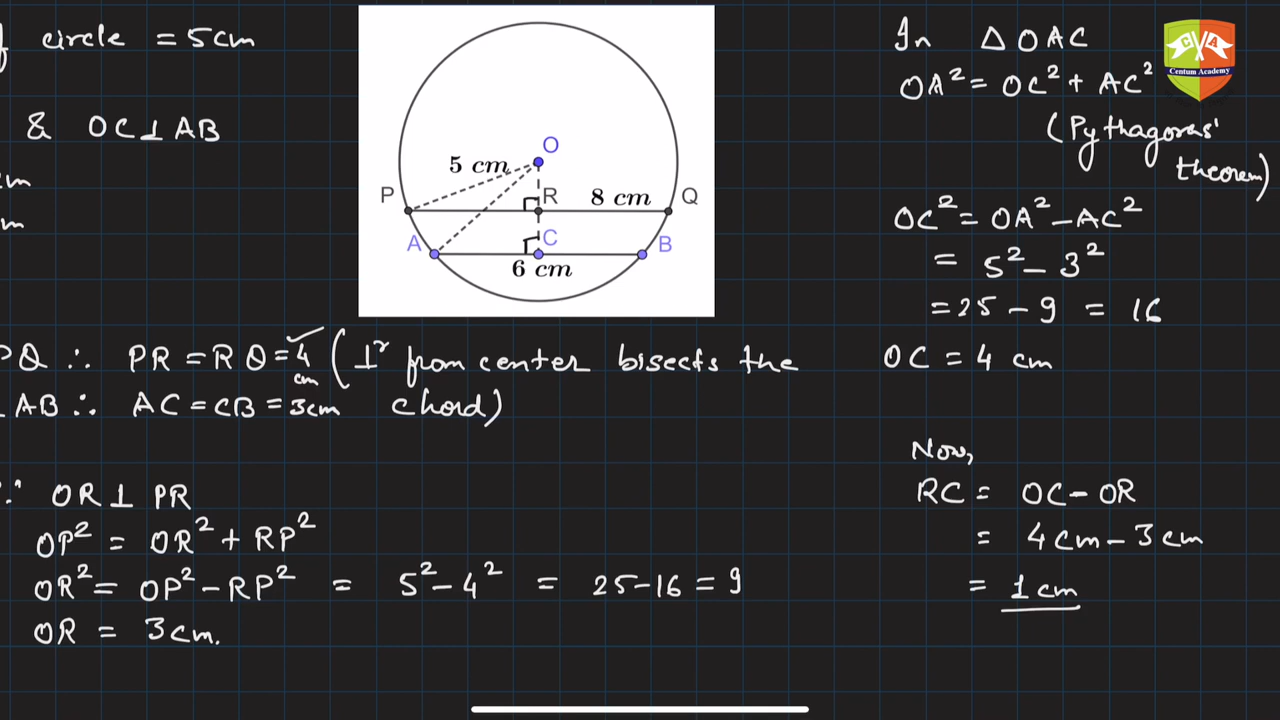 circle = 5cm
& OC⊥AB
cm
m
O
5 cm
P
R
8 cm
Q
A
C
B
6 cm
PQ ∴ PR = RQ = 4 cm (⊥r from center bisects the
AB ∴ AC = CB = 3cm chord)
∵ OR ⊥ PR
OP² = OR² + RP²
OR² = OP² - RP² = 5² - 4² = 25-16 = 9
OR = 3cm.
In △OAC
OA² = OC² + AC²
(Pythagoras'
theorem)
OC² = OA² - AC²
= 5² - 3²
= 25 - 9 = 16
OC = 4 cm
Now,
RC = OC - OR
= 4cm - 3cm
= 1cm
CA
Centum Academy